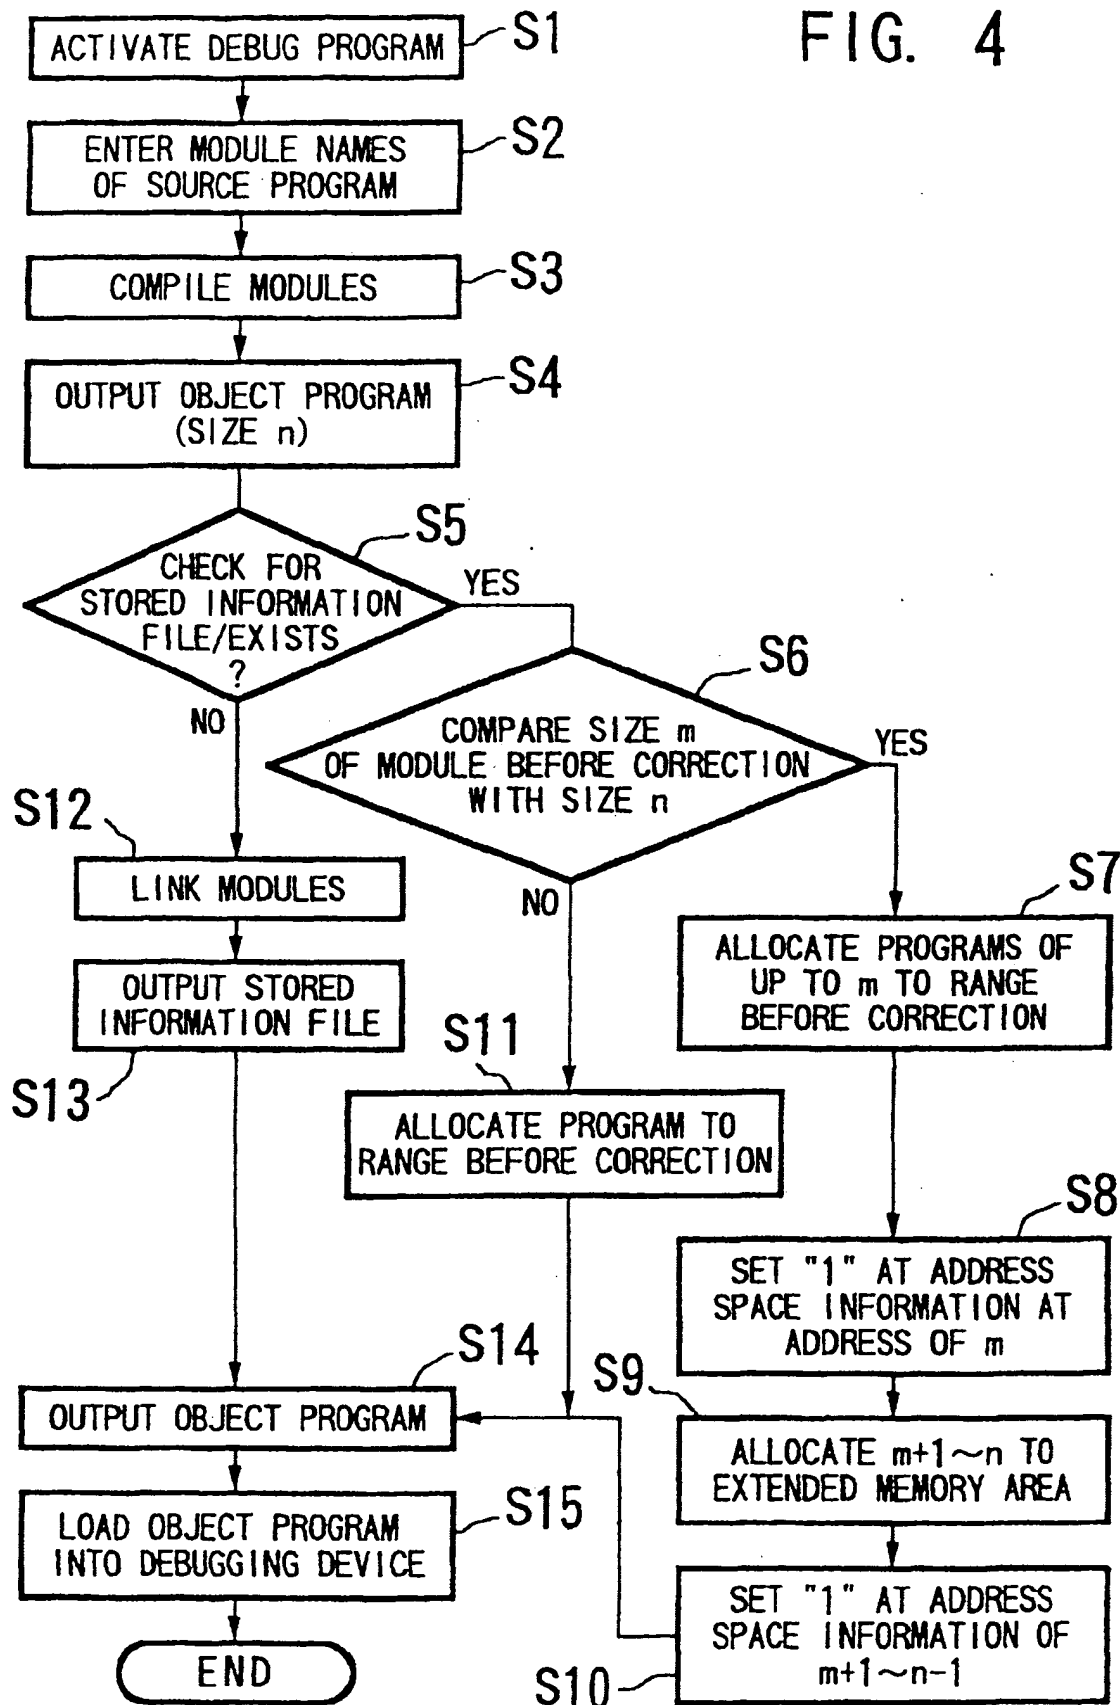 FIG. 4
ACTIVATE DEBUG PROGRAM
S1
ENTER MODULE NAMES
OF SOURCE PROGRAM
S2
COMPILE MODULES
S3
OUTPUT OBJECT PROGRAM
(SIZE n)
S4
CHECK FOR
STORED INFORMATION
FILE/EXISTS
?
S5
YES
NO
COMPARE SIZE m
OF MODULE BEFORE CORRECTION
WITH SIZE n
S6
YES
NO
S12
LINK MODULES
OUTPUT STORED
INFORMATION FILE
S13
S7
ALLOCATE PROGRAMS OF
UP TO m TO RANGE
BEFORE CORRECTION
S11
ALLOCATE PROGRAM TO
RANGE BEFORE CORRECTION
S8
SET "1" AT ADDRESS
SPACE INFORMATION AT
ADDRESS OF m
S9
ALLOCATE m+1~n TO
EXTENDED MEMORY AREA
SET "1" AT ADDRESS
SPACE INFORMATION OF
m+1~n-1
S10
S14
OUTPUT OBJECT PROGRAM
LOAD OBJECT PROGRAM
INTO DEBUGGING DEVICE
S15
END